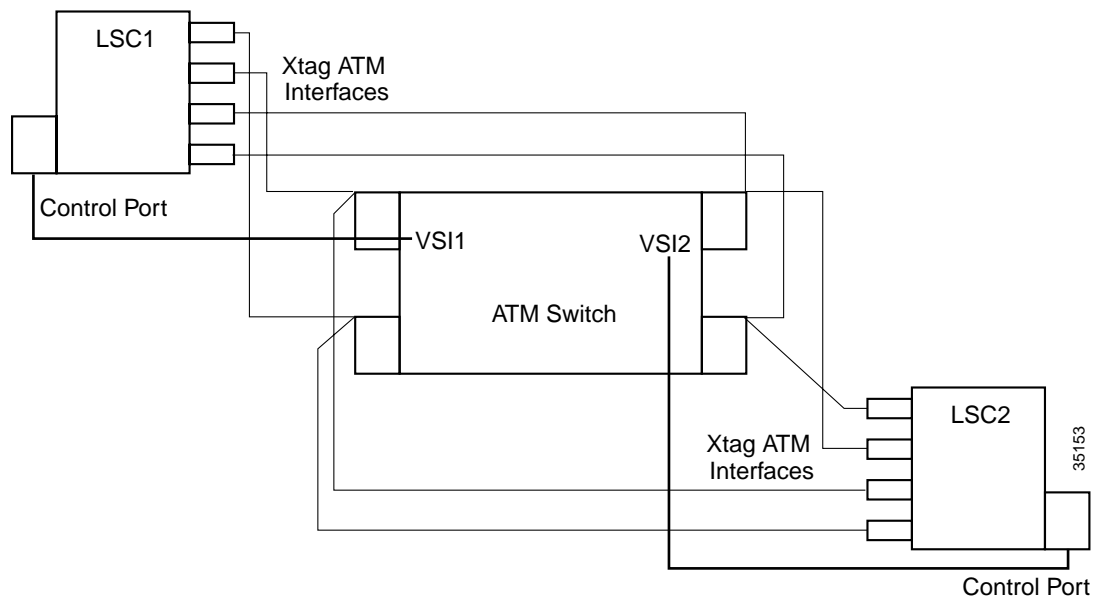 LSC1
Xtag ATM
Interfaces
Control Port
VSI1
VSI2
ATM Switch
LSC2
Xtag ATM
Interfaces
35153
Control Port